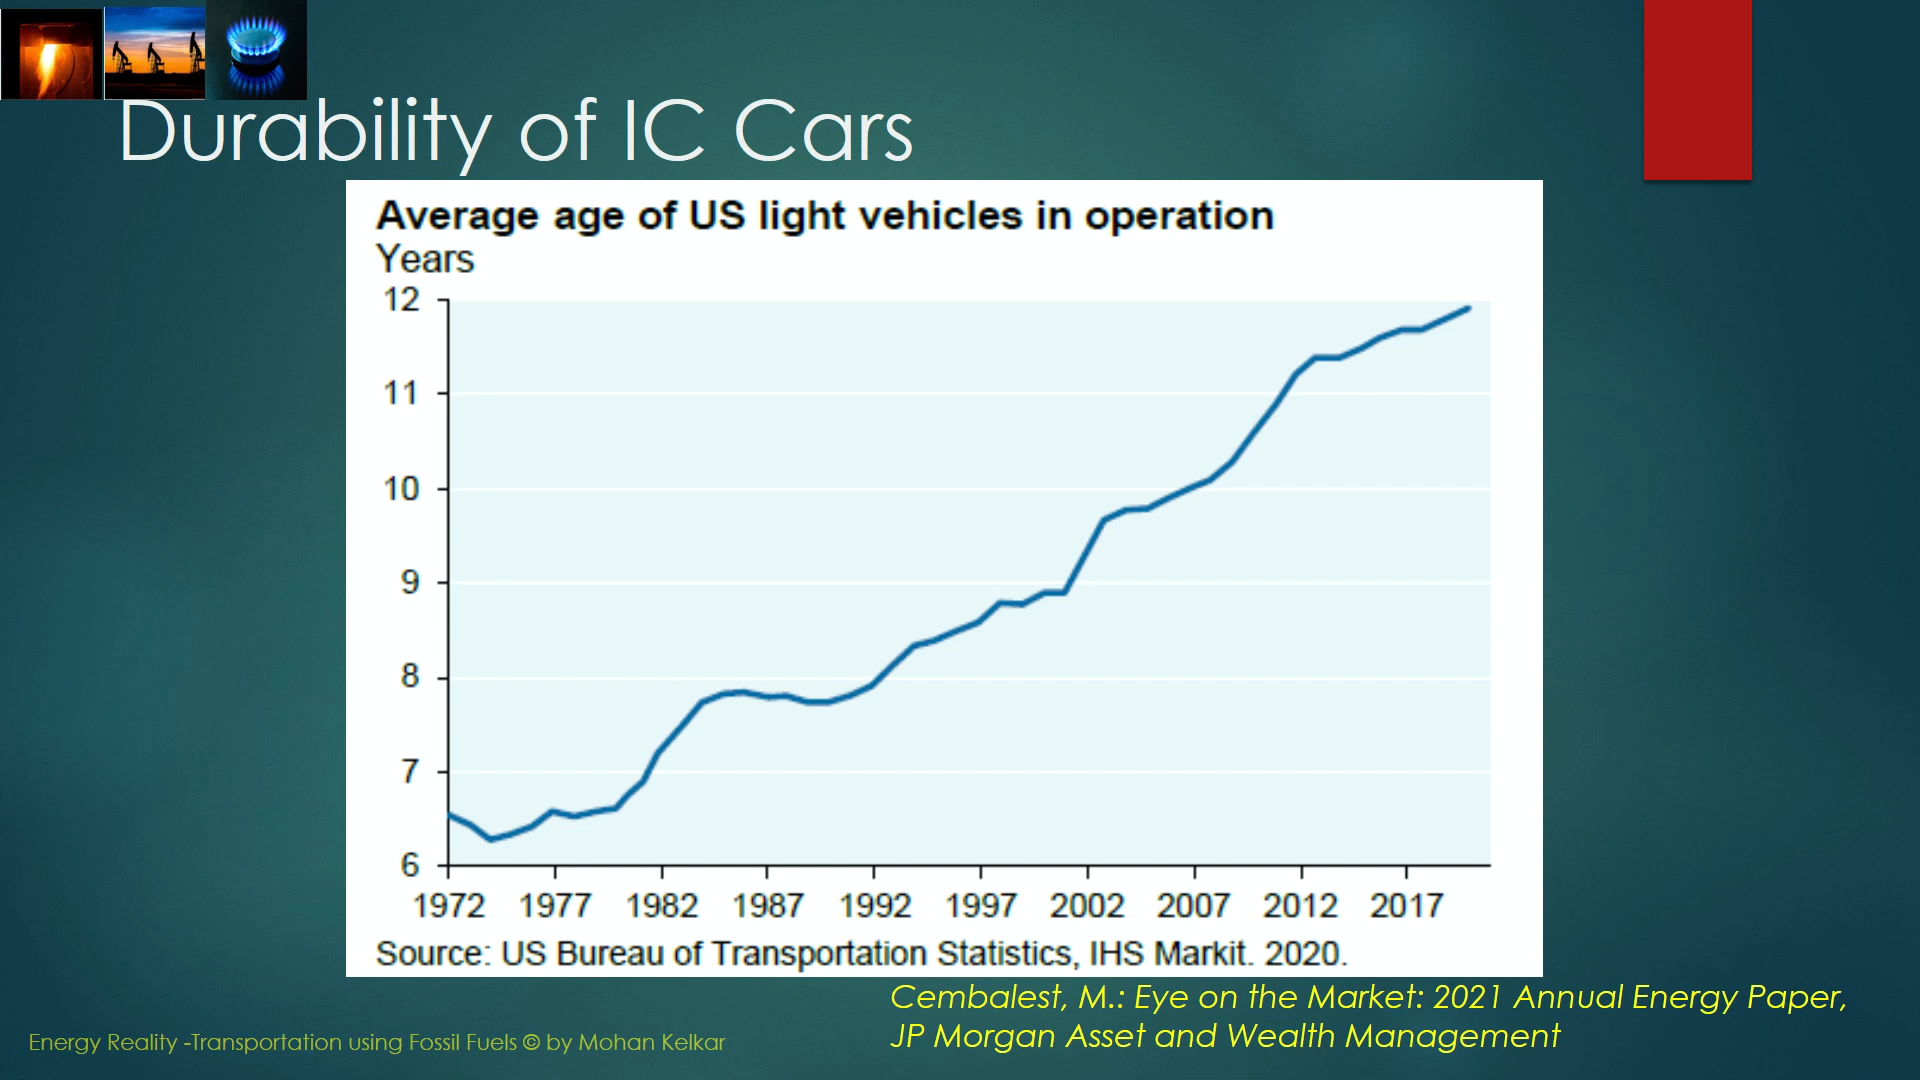 Durability of IC Cars
Average age of US light vehicles in operation
Years
12
11
10
9
8
7
6
1972 1977 1982 1987 1992 1997 2002 2007 2012 2017
Source: US Bureau of Transportation Statistics, IHS Markit. 2020.
Cembalest, M.: Eye on the Market: 2021 Annual Energy Paper,
JP Morgan Asset and Wealth Management
Energy Reality -Transportation using Fossil Fuels © by Mohan Kelkar